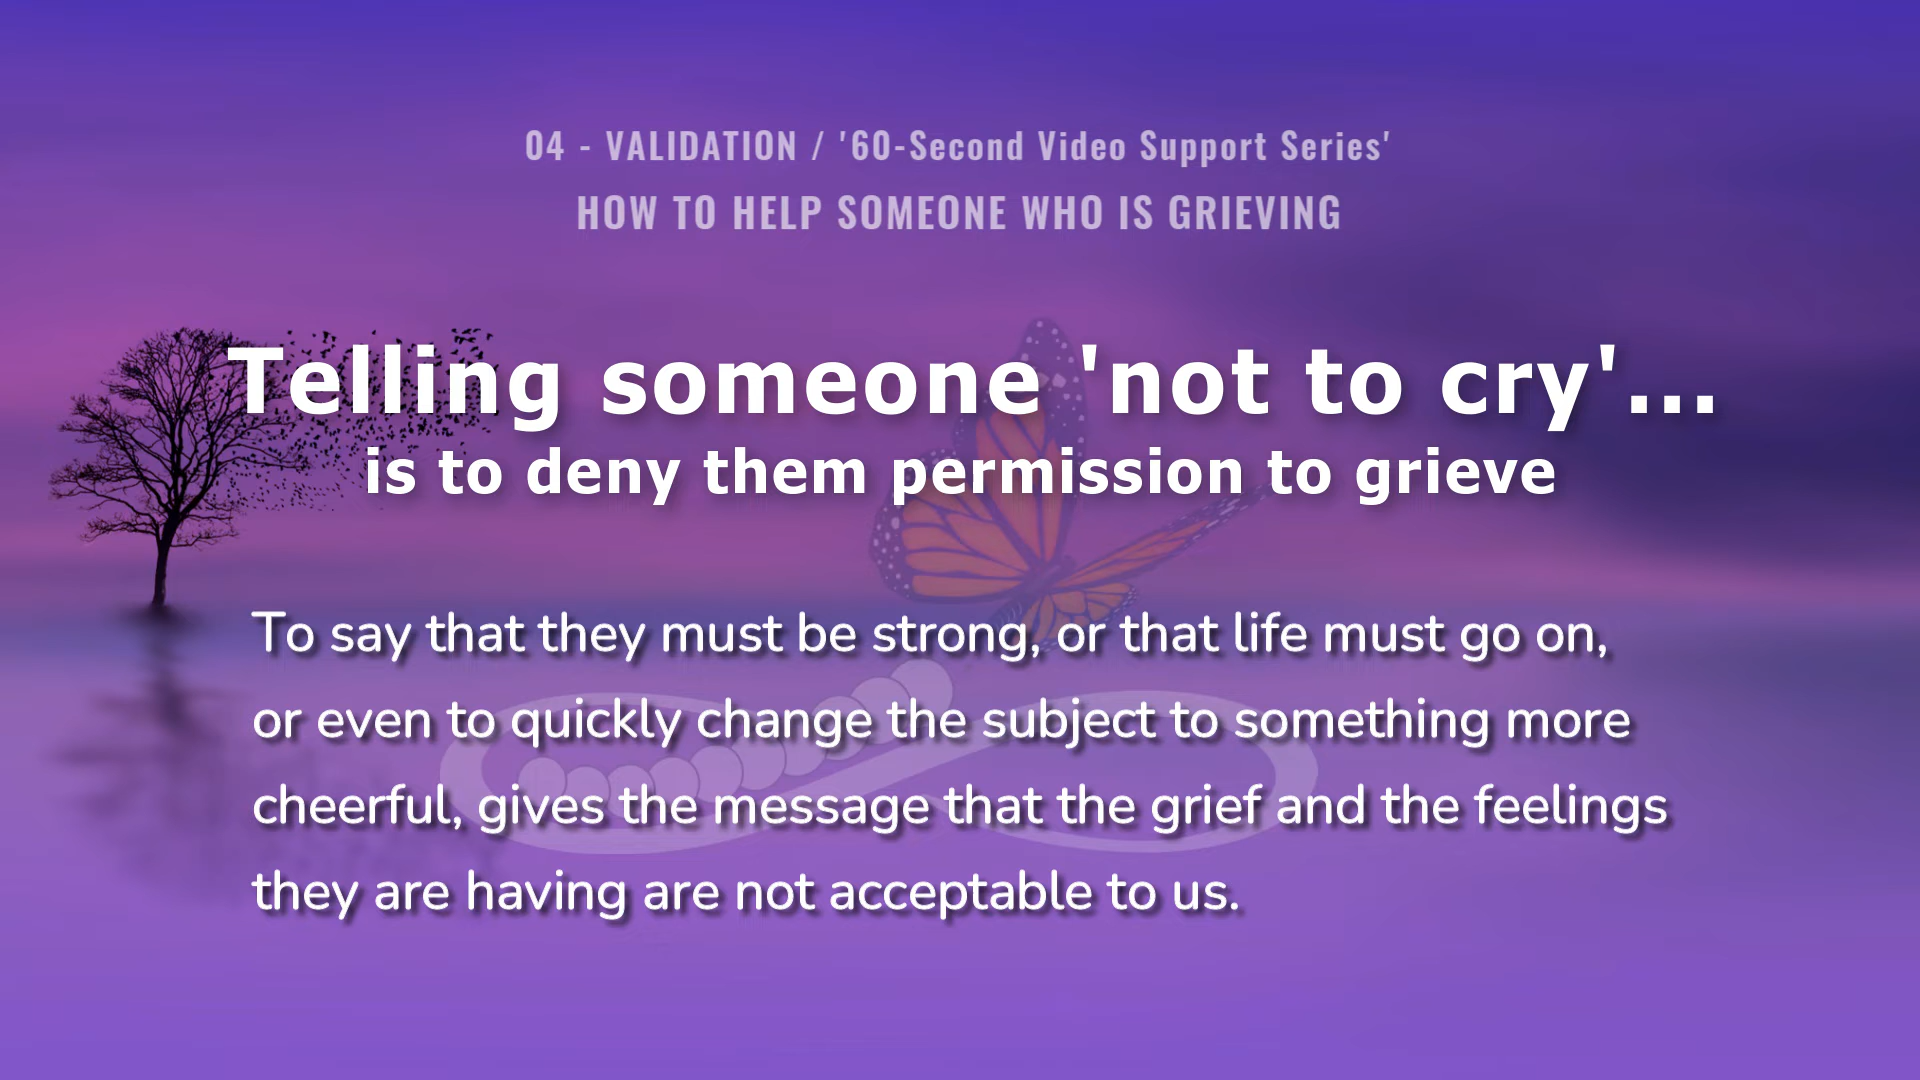 04 - VALIDATION / '60-Second Video Support Series'
HOW TO HELP SOMEONE WHO IS GRIEVING
Telling someone 'not to cry'...
is to deny them permission to grieve
To say that they must be strong, or that life must go on,
or even to quickly change the subject to something more
cheerful, gives the message that the grief and the feelings
they are having are not acceptable to us.